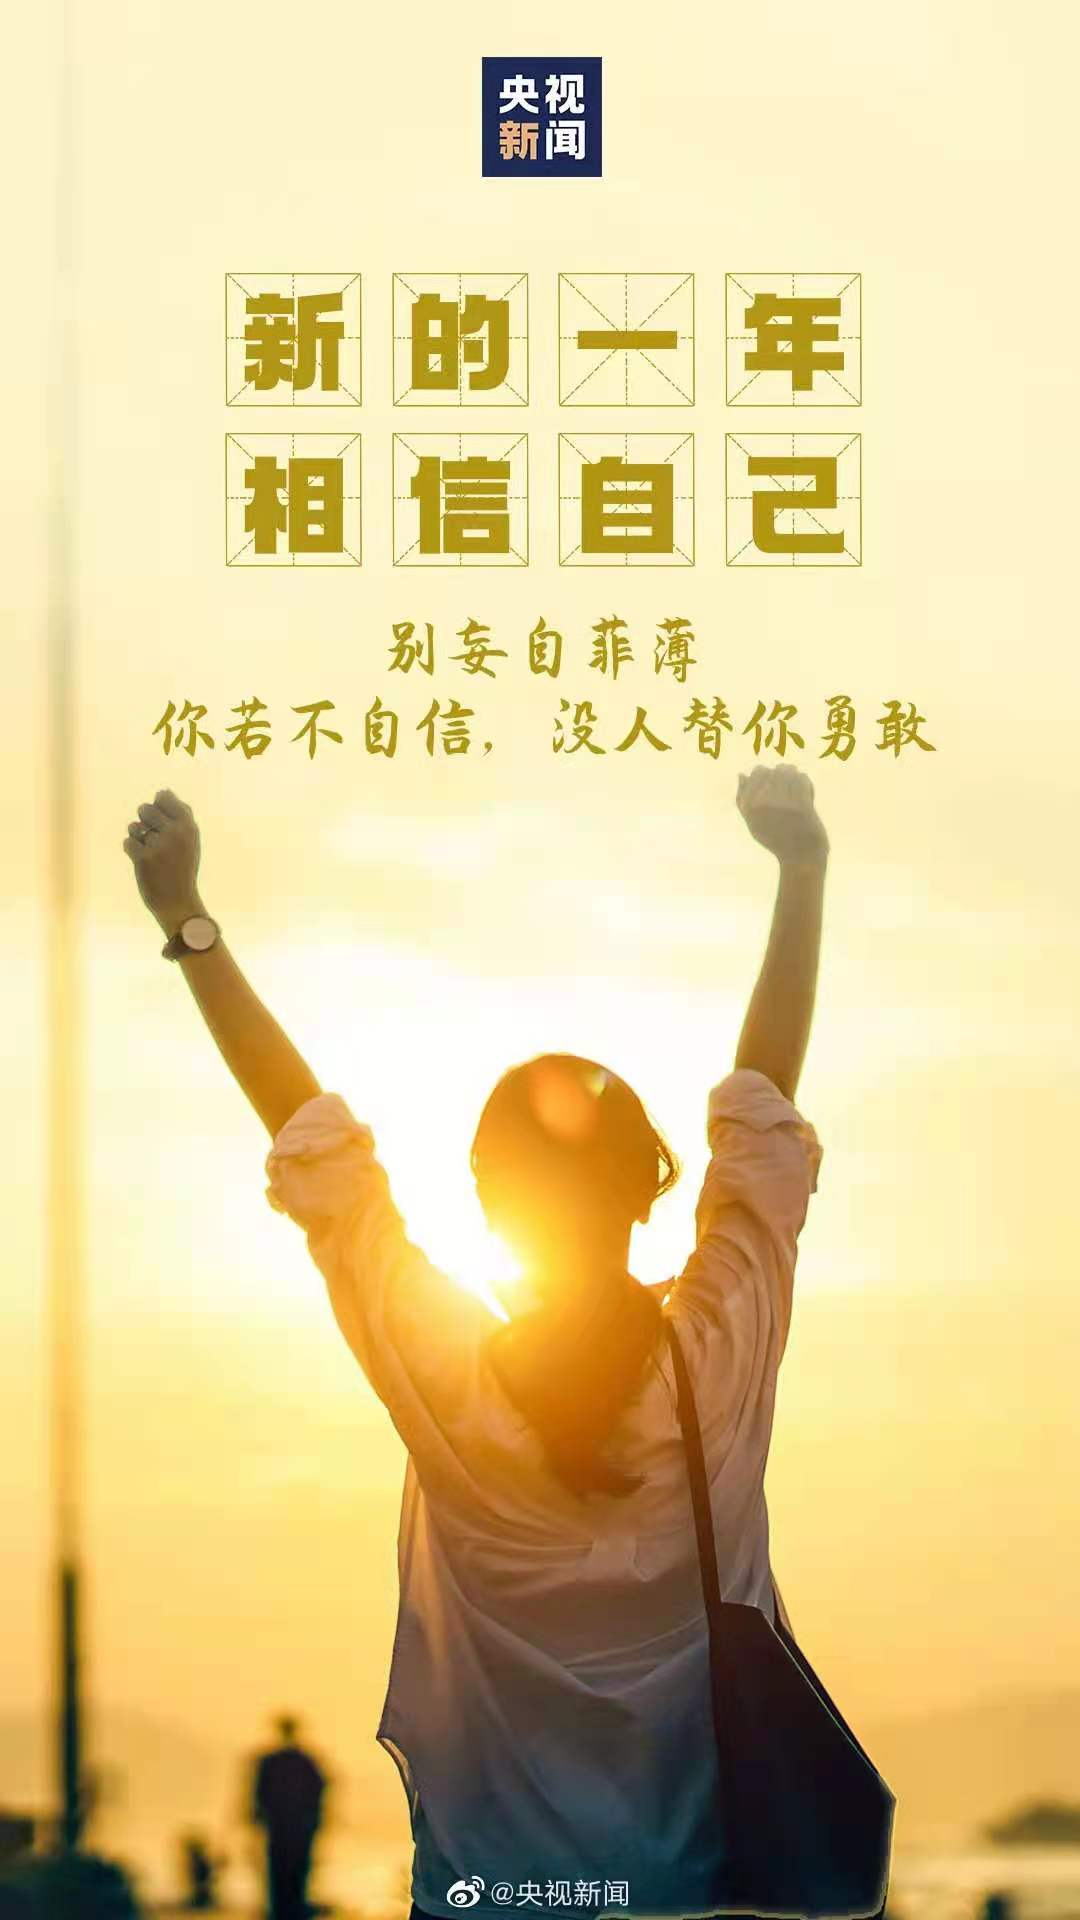 央视
新闻
新的一年
相信自己
别妄自菲薄
你若不自信，没人替你勇敢
@央视新闻